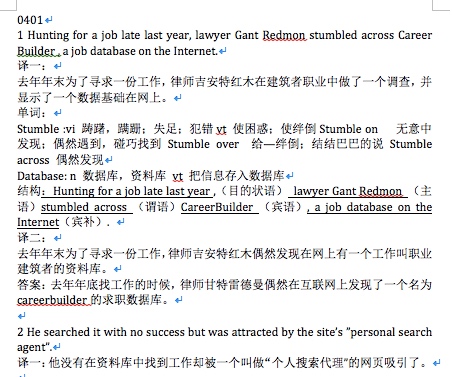 0401
1 Hunting for a job late last year, lawyer Gant Redmon stumbled across Career
Builder, a job database on the Internet.
译一：
去年年末为了寻求一份工作，律师吉安特红木在建筑者职业中做了一个调查，并
显示了一个数据基础在网上。
单词：
Stumble :vi 踌躇，蹒跚；失足；犯错 vt 使困惑；使绊倒 Stumble on 无意中
发现；偶然遇到，碰巧找到 Stumble over 给一绊倒；结结巴巴的说 Stumble
across 偶然发现
Database: n 数据库，资料库 vt 把信息存入数据库
结构：Hunting for a job late last year ,（目的状语） lawyer Gant Redmon （主
语）stumbled across （谓语）CareerBuilder （宾语）, a job database on the
Internet（宾补）.
译二：
去年年末为了寻求一份工作，律师吉安特红木偶然发现在网上有一个工作叫职业
建筑者的资料库。
答案：去年年底找工作的时候，律师甘特雷德曼偶然在互联网上发现了一个名为
careerbuilder 的求职数据库。
2 He searched it with no success but was attracted by the site's "personal search
agent".
译一：他没有在资料库中找到工作却被一个叫做“个人搜索代理”的网页吸引了。